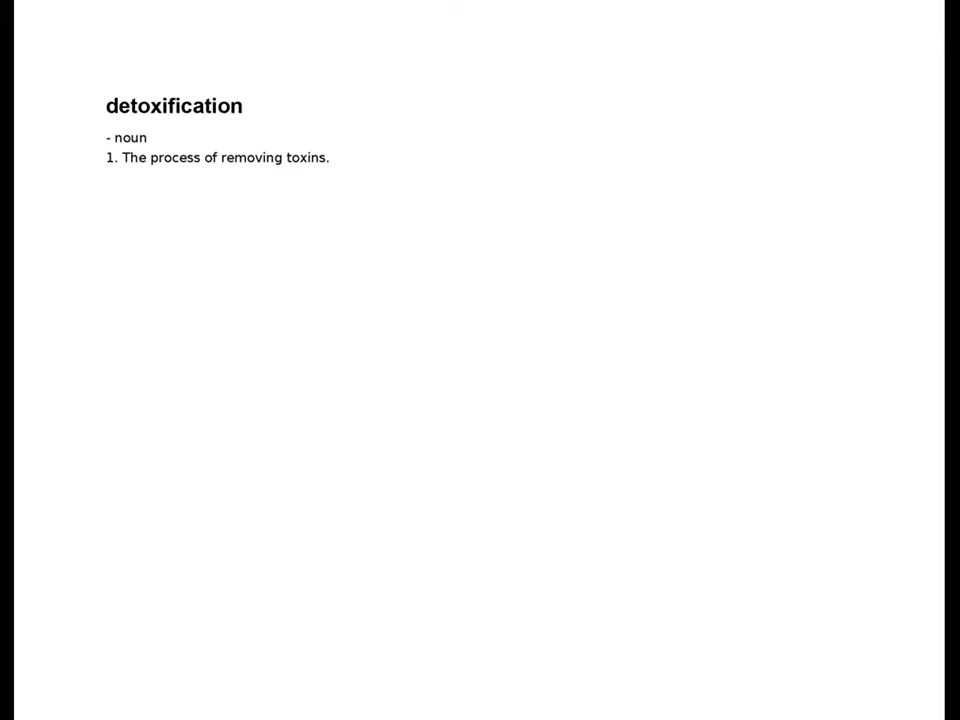 detoxification
- noun
1. The process of removing toxins.